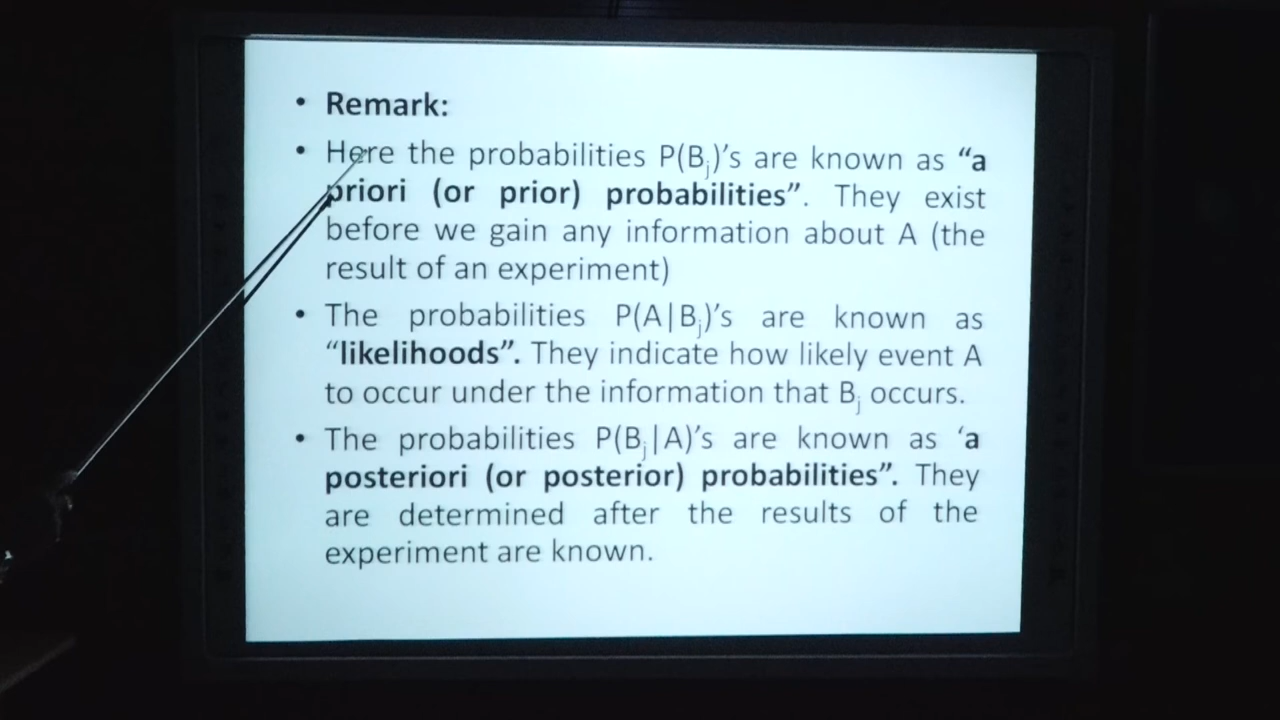 • Remark:
• Here the probabilities P(Bⱼ)'s are known as “a
priori (or prior) probabilities”. They exist
before we gain any information about A (the
result of an experiment)
• The probabilities P(A|Bⱼ)'s are known as
“likelihoods”. They indicate how likely event A
to occur under the information that Bⱼ occurs.
• The probabilities P(Bⱼ|A)'s are known as ‘a
posteriori (or posterior) probabilities”. They
are determined after the results of the
experiment are known.